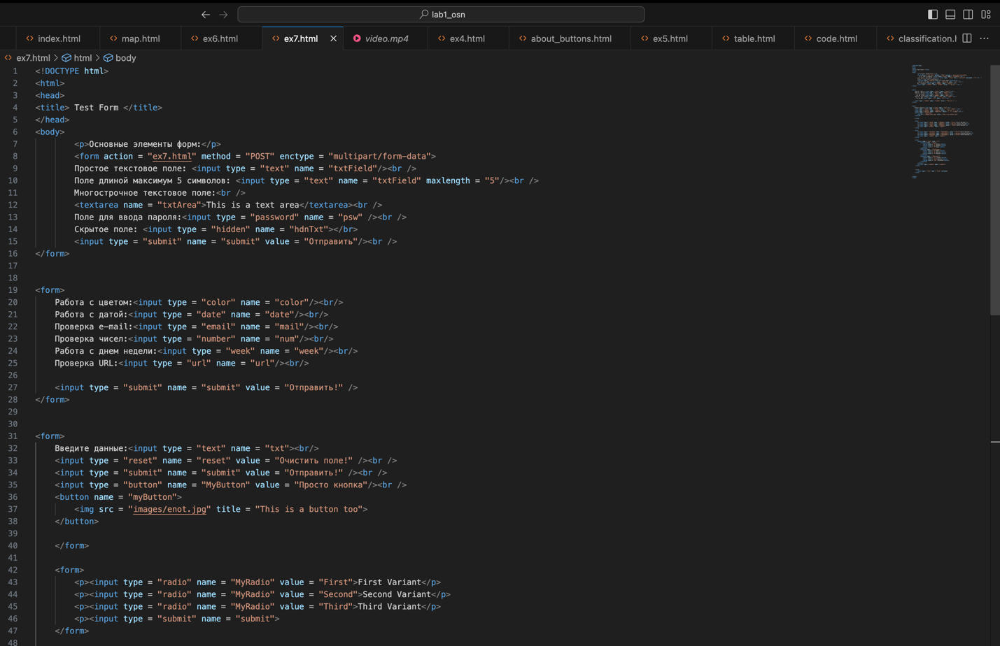 lab1_osn
index.html map.html ex6.html ex7.html video.mp4 ex4.html about_buttons.html ex5.html table.html code.html classification.h
ex7.html > html > body
1 <!DOCTYPE html>
2 <html>
3 <head>
4 <title> Test Form </title>
5 </head>
6 <body>
7 <p>Основные элементы форм:</p>
8 <form action = "ex7.html" method = "POST" enctype = "multipart/form-data">
9 Простое текстовое поле: <input type = "text" name = "txtField"/><br />
10 Поле длиной максимум 5 символов: <input type = "text" name = "txtField" maxlength = "5"/><br />
11 Многострочное текстовое поле:<br />
12 <textarea name = "txtArea">This is a text area</textarea><br />
13 Поле для ввода пароля:<input type = "password" name = "psw" /><br />
14 Скрытое поле: <input type = "hidden" name = "hdnTxt"></br>
15 <input type = "submit" name = "submit" value = "Отправить"/><br />
16 </form>
17
18
19 <form>
20 Работа с цветом:<input type = "color" name = "color"/><br/>
21 Работа с датой:<input type = "date" name = "date"/><br/>
22 Проверка e-mail:<input type = "email" name = "mail"/><br/>
23 Проверка чисел:<input type = "number" name = "num"/><br/>
24 Работа с днем недели:<input type = "week" name = "week"/><br/>
25 Проверка URL:<input type = "url" name = "url"/><br/>
26
27 <input type = "submit" name = "submit" value = "Отправить!" />
28 </form>
29
30
31 <form>
32 Введите данные:<input type = "text" name = "txt"><br/>
33 <input type = "reset" name = "reset" value = "Очистить поле!" /><br />
34 <input type = "submit" name = "submit" value = "Отправить!" /><br />
35 <input type = "button" name = "MyButton" value = "Просто кнопка"/><br />
36 <button name = "myButton">
37 <img src = "images/enot.jpg" title = "This is a button too">
38 </button>
39
40 </form>
41
42 <form>
43 <p><input type = "radio" name = "MyRadio" value = "First">First Variant</p>
44 <p><input type = "radio" name = "MyRadio" value = "Second">Second Variant</p>
45 <p><input type = "radio" name = "MyRadio" value = "Third">Third Variant</p>
46 <p><input type = "submit" name = "submit">
47 </form>
48